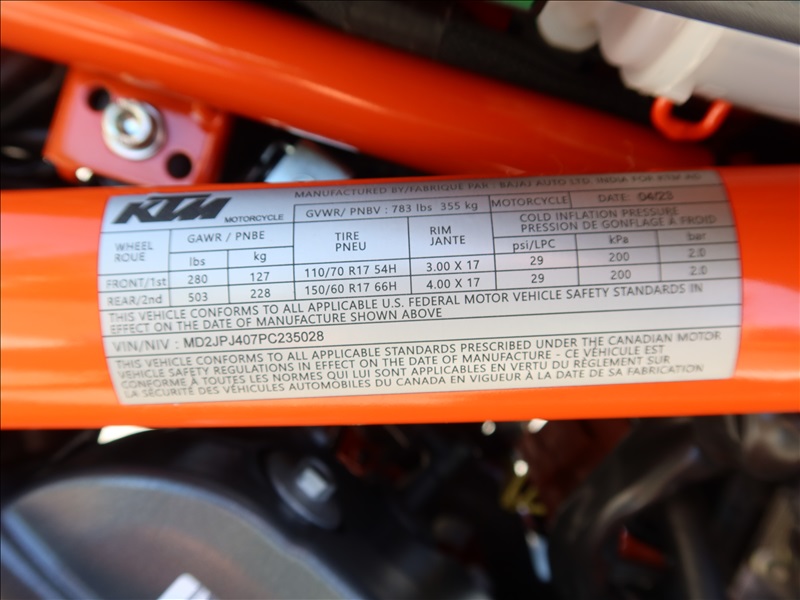 MANUFACTURED BY/FABRIQUE PAR : BAJAJ AUTO LTD. INDIA FOR KTM AG
KTM MOTORCYCLE
GVWR/ PNBV : 783 lbs 355 kg
MOTORCYCLE
DATE: 04/23
WHEEL ROUE
GAWR / PNBE
TIRE PNEU
RIM JANTE
COLD INFLATION PRESSURE
PRESSION DE GONFLAGE À FROID
lbs kg psi/LPC kPa bar
FRONT/1st 280 127 110/70 R17 54H 3.00 X 17 29 200 2.0
REAR/2nd 503 228 150/60 R17 66H 4.00 X 17 29 200 2.0
THIS VEHICLE CONFORMS TO ALL APPLICABLE U.S. FEDERAL MOTOR VEHICLE SAFETY STANDARDS IN
EFFECT ON THE DATE OF MANUFACTURE SHOWN ABOVE
VIN/NIV : MD2JPJ407PC235028
THIS VEHICLE CONFORMS TO ALL APPLICABLE STANDARDS PRESCRIBED UNDER THE CANADIAN MOTOR
VEHICLE SAFETY REGULATIONS IN EFFECT ON THE DATE OF MANUFACTURE - CE VÉHICULE EST
CONFORME À TOUTES LES NORMES QUI LUI SONT APPLICABLES EN VERTU DU RÈGLEMENT SUR
LA SÉCURITÉ DES VÉHICULES AUTOMOBILES DU CANADA EN VIGUEUR À LA DATE DE SA FABRICATION